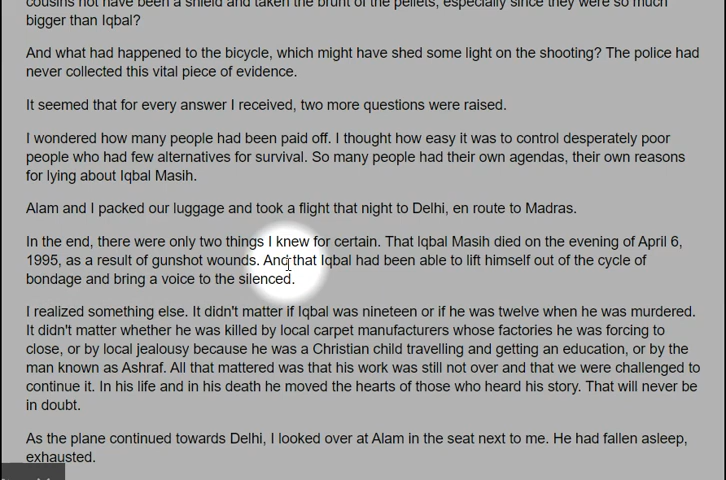 cousins not have been a shield and taken the brunt of the pellets, especially since they were so much
bigger than Iqbal?
And what had happened to the bicycle, which might have shed some light on the shooting? The police had
never collected this vital piece of evidence.
It seemed that for every answer I received, two more questions were raised.
I wondered how many people had been paid off. I thought how easy it was to control desperately poor
people who had few alternatives for survival. So many people had their own agendas, their own reasons
for lying about Iqbal Masih.
Alam and I packed our luggage and took a flight that night to Delhi, en route to Madras.
In the end, there were only two things I knew for certain. That Iqbal Masih died on the evening of April 6,
1995, as a result of gunshot wounds. And that Iqbal had been able to lift himself out of the cycle of
bondage and bring a voice to the silenced.
I realized something else. It didn't matter if Iqbal was nineteen or if he was twelve when he was murdered.
It didn't matter whether he was killed by local carpet manufacturers whose factories he was forcing to
close, or by local jealousy because he was a Christian child travelling and getting an education, or by the
man known as Ashraf. All that mattered was that his work was still not over and that we were challenged to
continue it. In his life and in his death he moved the hearts of those who heard his story. That will never be
in doubt.
As the plane continued towards Delhi, I looked over at Alam in the seat next to me. He had fallen asleep,
exhausted.